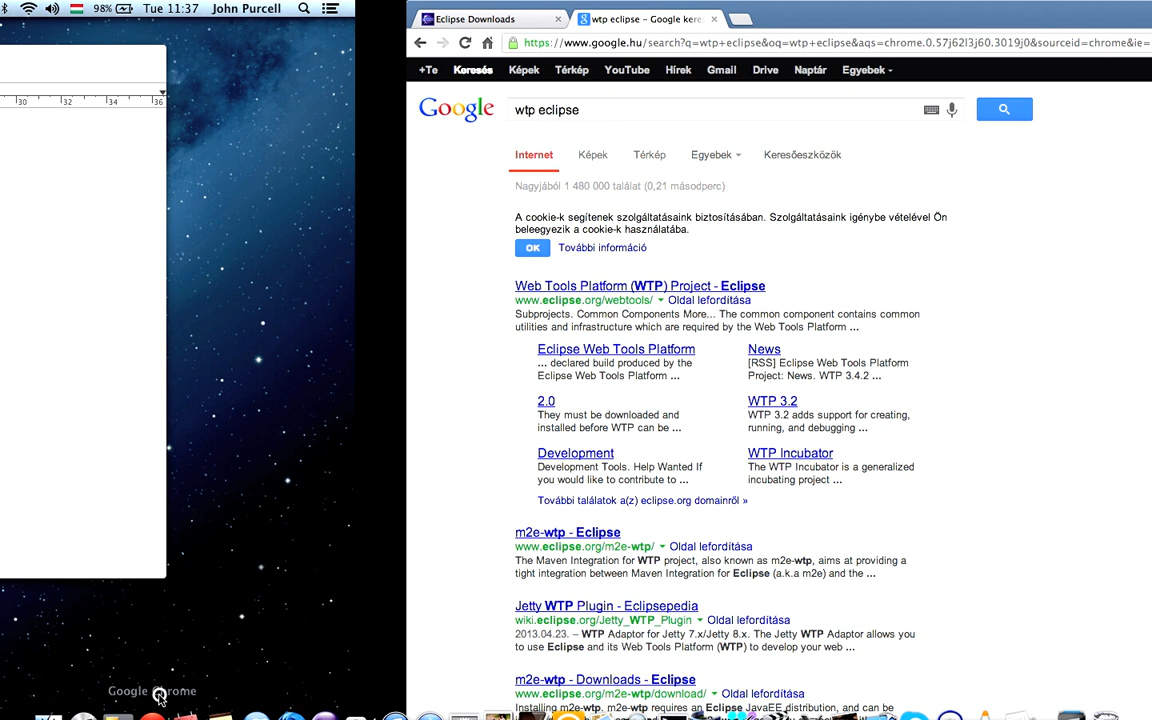 98% Tue 11:37 John Purcell
30 32 34 36
Google Chrome
Eclipse Downloads
wtp eclipse - Google kere
https://www.google.hu/search?q=wtp+eclipse&oq=wtp+eclipse&aqs=chrome.0.57j62l3j60.3019j0&sourceid=chrome&ie=
+Te Keresés Képek Térkép YouTube Hírek Gmail Drive Naptár Egyebek
Google wtp eclipse
Internet Képek Térkép Egyebek Keresőeszközök
Nagyjából 1 480 000 találat (0,21 másodperc)
A cookie-k segítenek szolgáltatásaink biztosításában. Szolgáltatásaink igénybe vételével Ön
beleegyezik a cookie-k használatába.
OK További információ
Web Tools Platform (WTP) Project - Eclipse
www.eclipse.org/webtools/ Oldal lefordítása
Subprojects. Common Components More... The common component contains common
utilities and infrastructure which are required by the Web Tools Platform ...
Eclipse Web Tools Platform
... declared build produced by the
Eclipse Web Tools Platform ...
News
[RSS] Eclipse Web Tools Platform
Project: News. WTP 3.4.2 ...
2.0
They must be downloaded and
installed before WTP can be ...
WTP 3.2
WTP 3.2 adds support for creating,
running, and debugging ...
Development
Development Tools. Help Wanted If
you would like to contribute to ...
WTP Incubator
The WTP Incubator is a generalized
incubating project ...
További találatok a(z) eclipse.org domainről »
m2e-wtp - Eclipse
www.eclipse.org/m2e-wtp/ Oldal lefordítása
The Maven Integration for WTP project, also known as m2e-wtp, aims at providing a
tight integration between Maven Integration for Eclipse (a.k.a m2e) and the ...
Jetty WTP Plugin - Eclipsepedia
wiki.eclipse.org/Jetty_WTP_Plugin Oldal lefordítása
2013.04.23. – WTP Adaptor for Jetty 7.x/Jetty 8.x. The Jetty WTP Adaptor allows you
to use Eclipse and its Web Tools Platform (WTP) to develop your web ...
m2e-wtp - Downloads - Eclipse
www.eclipse.org/m2e-wtp/download/ Oldal lefordítása
Installing m2e-wtp. m2e-wtp requires an Eclipse JavaEE distribution, and can be